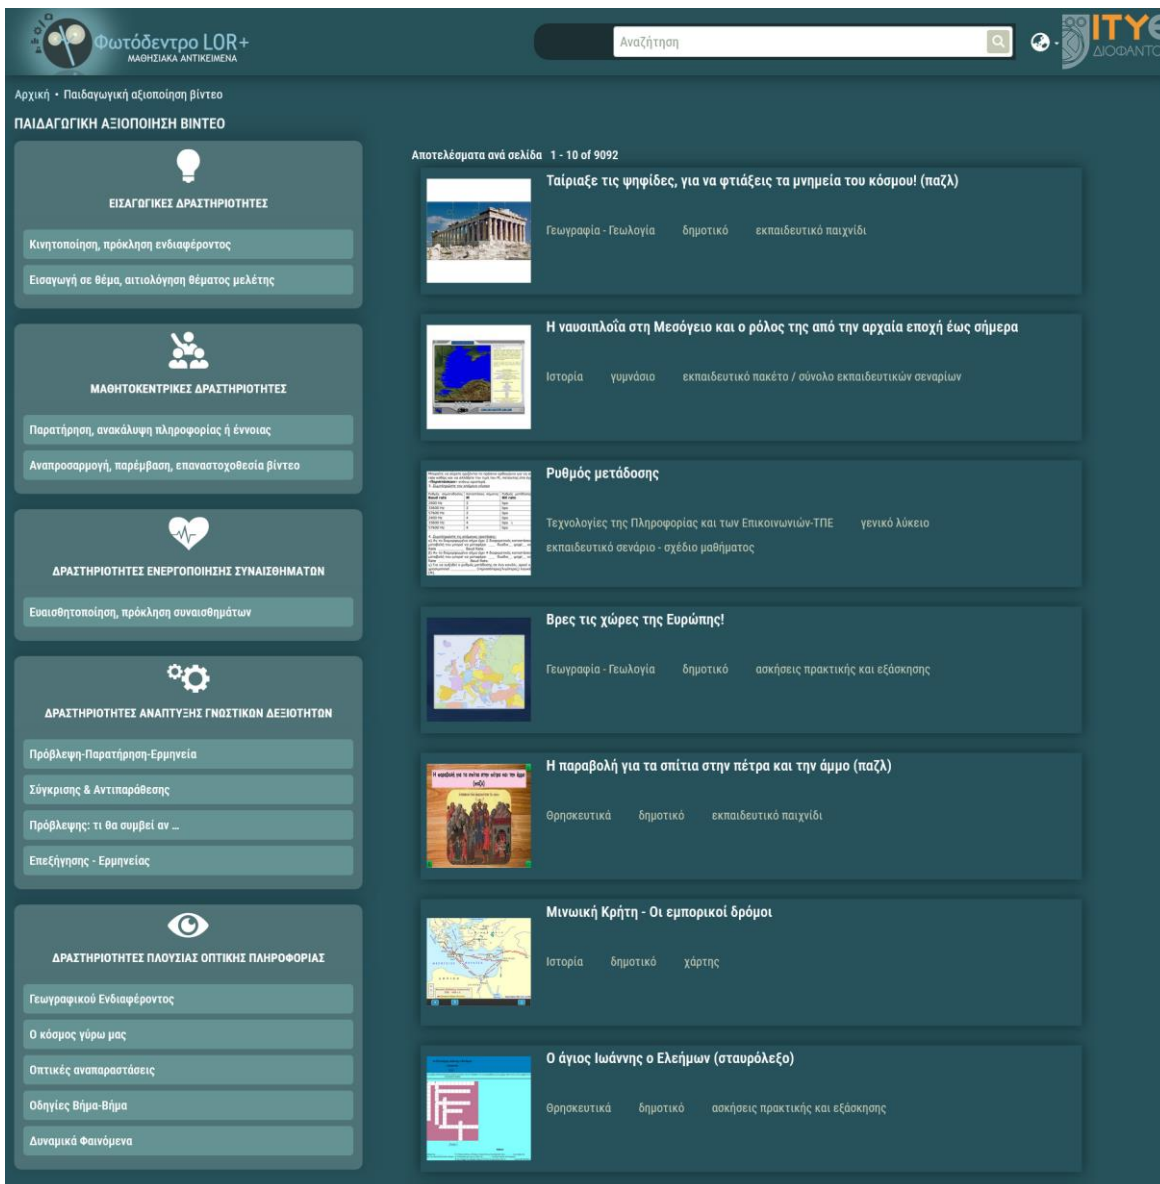 Φωτόδεντρο LOR+
ΜΑΘΗΣΙΑΚΑ ΑΝΤΙΚΕΙΜΕΝΑ
Αναζήτηση
ITYE
ΔΙΟΦΑΝΤΟ
Αρχική • Παιδαγωγική αξιοποίηση βίντεο
ΠΑΙΔΑΓΩΓΙΚΗ ΑΞΙΟΠΟΙΗΣΗ ΒΙΝΤΕΟ
ΕΙΣΑΓΩΓΙΚΕΣ ΔΡΑΣΤΗΡΙΟΤΗΤΕΣ
Κινητοποίηση, πρόκληση ενδιαφέροντος
Εισαγωγή σε θέμα, αιτιολόγηση θέματος μελέτης
ΜΑΘΗΤΟΚΕΝΤΡΙΚΕΣ ΔΡΑΣΤΗΡΙΟΤΗΤΕΣ
Παρατήρηση, ανακάλυψη πληροφορίας ή έννοιας
Αναπροσαρμογή, παρέμβαση, επαναστοχοθεσία βίντεο
ΔΡΑΣΤΗΡΙΟΤΗΤΕΣ ΕΝΕΡΓΟΠΟΙΗΣΗΣ ΣΥΝΑΙΣΘΗΜΑΤΩΝ
Ευαισθητοποίηση, πρόκληση συναισθημάτων
ΔΡΑΣΤΗΡΙΟΤΗΤΕΣ ΑΝΑΠΤΥΞΗΣ ΓΝΩΣΤΙΚΩΝ ΔΕΞΙΟΤΗΤΩΝ
Πρόβλεψη-Παρατήρηση-Ερμηνεία
Σύγκρισης & Αντιπαράθεσης
Πρόβλεψης: τι θα συμβεί αν ...
Επεξήγησης - Ερμηνείας
ΔΡΑΣΤΗΡΙΟΤΗΤΕΣ ΠΛΟΥΣΙΑΣ ΟΠΤΙΚΗΣ ΠΛΗΡΟΦΟΡΙΑΣ
Γεωγραφικού Ενδιαφέροντος
Ο κόσμος γύρω μας
Οπτικές αναπαραστάσεις
Οδηγίες Βήμα-Βήμα
Δυναμικά Φαινόμενα
Αποτελέσματα ανά σελίδα 1 - 10 of 9092
Ταίριαξε τις ψηφίδες, για να φτιάξεις τα μνημεία του κόσμου! (παζλ)
Γεωγραφία - Γεωλογία δημοτικό εκπαιδευτικό παιχνίδι
Η ναυσιπλοΐα στη Μεσόγειο και ο ρόλος της από την αρχαία εποχή έως σήμερα
Ιστορία γυμνάσιο εκπαιδευτικό πακέτο / σύνολο εκπαιδευτικών σεναρίων
Ρυθμός μετάδοσης
Τεχνολογίες της Πληροφορίας και των Επικοινωνιών-ΤΠΕ γενικό λύκειο
εκπαιδευτικό σενάριο - σχέδιο μαθήματος
Βρες τις χώρες της Ευρώπης!
Γεωγραφία - Γεωλογία δημοτικό ασκήσεις πρακτικής και εξάσκησης
Η παραβολή για τα σπίτια στην πέτρα και την άμμο (παζλ)
Θρησκευτικά δημοτικό εκπαιδευτικό παιχνίδι
Μινωική Κρήτη - Οι εμπορικοί δρόμοι
Ιστορία δημοτικό χάρτης
Ο άγιος Ιωάννης ο Ελεήμων (σταυρόλεξο)
Θρησκευτικά δημοτικό ασκήσεις πρακτικής και εξάσκησης